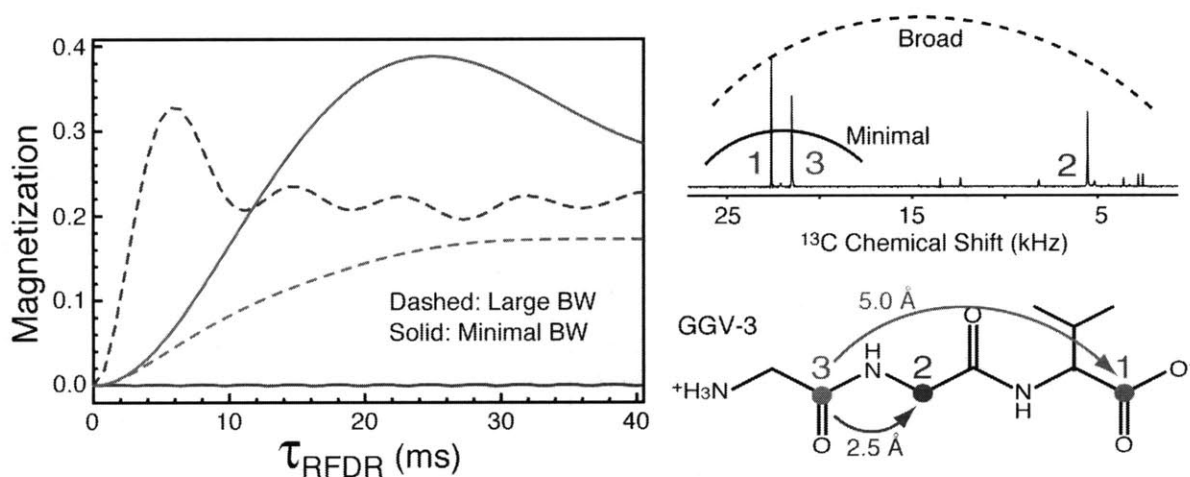 0.4
0.3
0.2
0.1
0.0
Magnetization
Dashed: Large BW
Solid: Minimal BW
0
10
20
30
40
τRFDR (ms)
Broad
Minimal
1
3
2
25
15
5
13C Chemical Shift (kHz)
5.0 Å
GGV-3
O
3
H
N
2
1
O
+H3N
N
H
O
2.5 Å
O